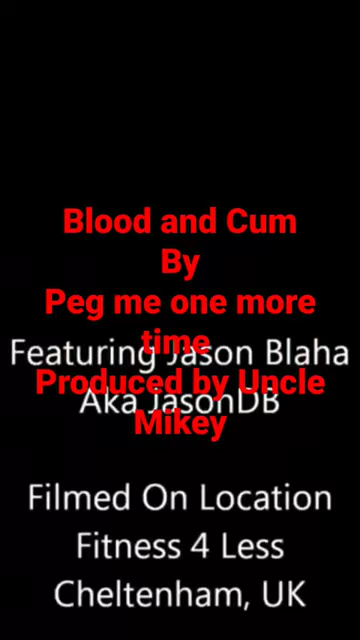 Blood and Cum
By
Peg me one more
time
Featuring Jason Blaha
Produced by Uncle
Aka JasonDB
Mikey
Filmed On Location
Fitness 4 Less
Cheltenham, UK